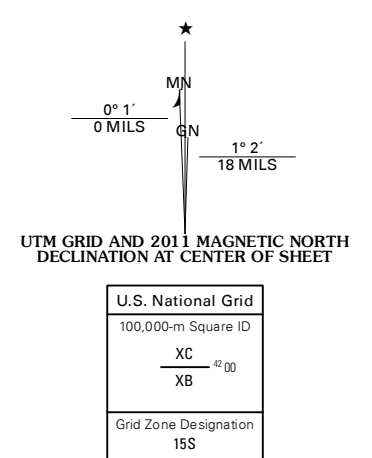 ★
MN
0° 1´
0 MILS
GN
1° 2´
18 MILS
UTM GRID AND 2011 MAGNETIC NORTH
DECLINATION AT CENTER OF SHEET
U.S. National Grid
100,000-m Square ID
XC
42 00
XB
Grid Zone Designation
15S